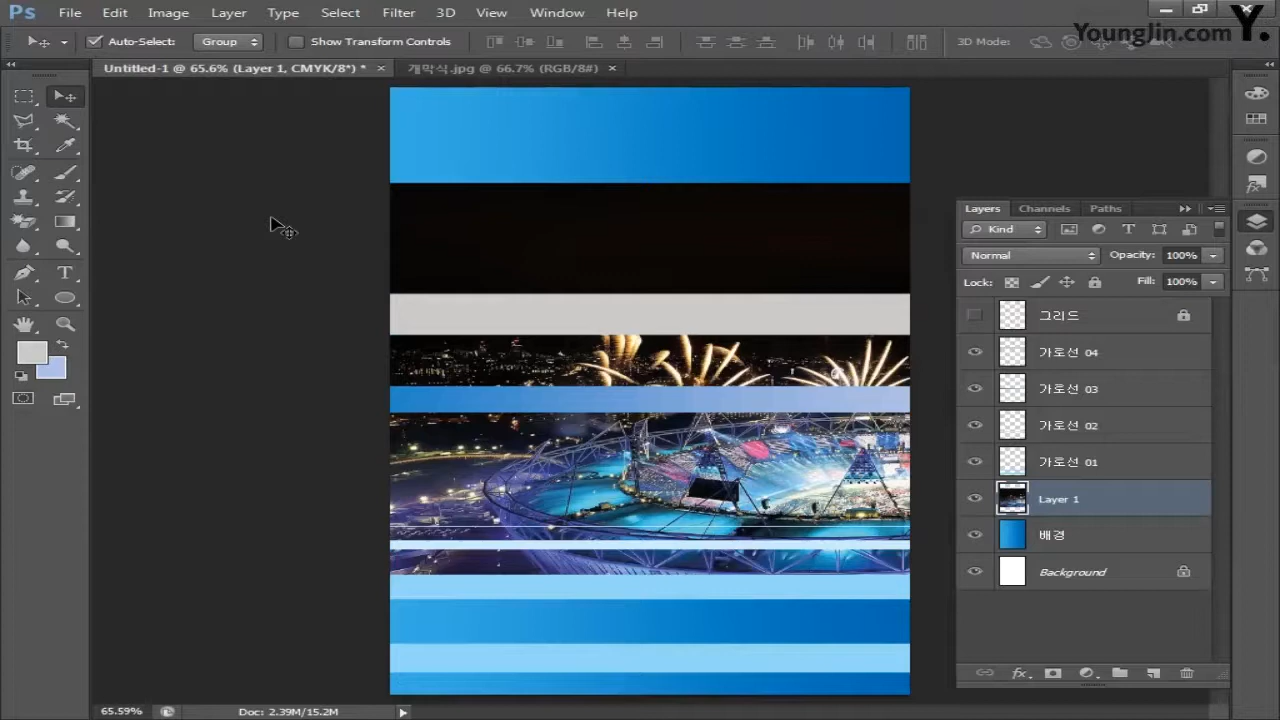 Ps File Edit Image Layer Type Select Filter 3D View Window Help
Auto-Select: Group Show Transform Controls 3D Mode:
YoungJin.com Y.
Untitled-1 @ 65.6% (Layer 1, CMYK/8*) * × 개막식.jpg @ 66.7% (RGB/8#) ×
Layers Channels Paths
Kind
Normal Opacity: 100%
Lock: Fill: 100%
그리드
가로선 04
가로선 03
가로선 02
가로선 01
Layer 1
배경
Background
65.59% Doc: 2.39M/15.2M